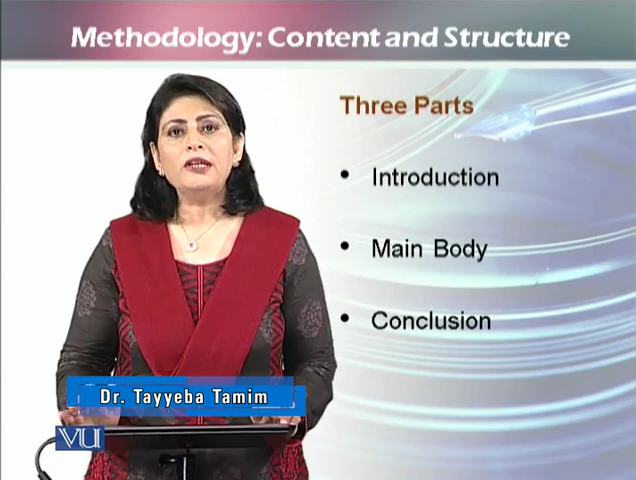 Methodology: Content and Structure
Three Parts
• Introduction
• Main Body
• Conclusion
Dr. Tayyeba Tamim
VU